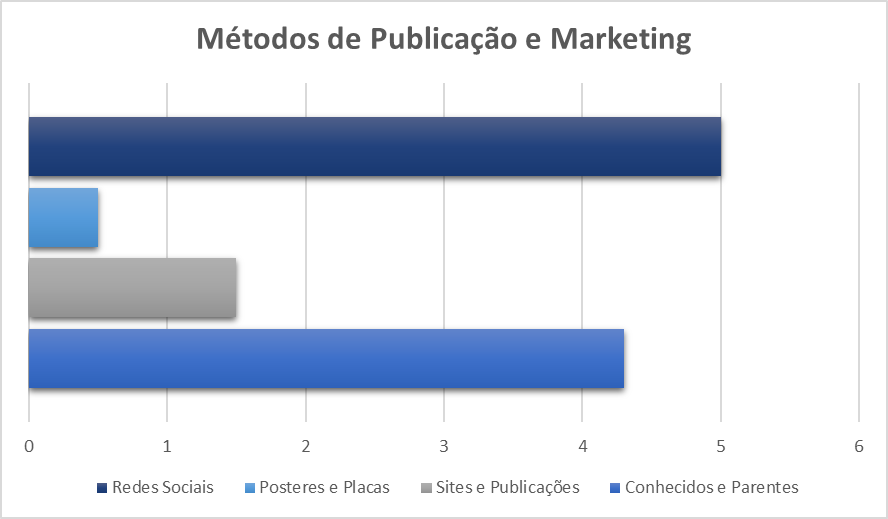 Métodos de Publicação e Marketing
0 1 2 3 4 5 6
Redes Sociais Posteres e Placas Sites e Publicações Conhecidos e Parentes